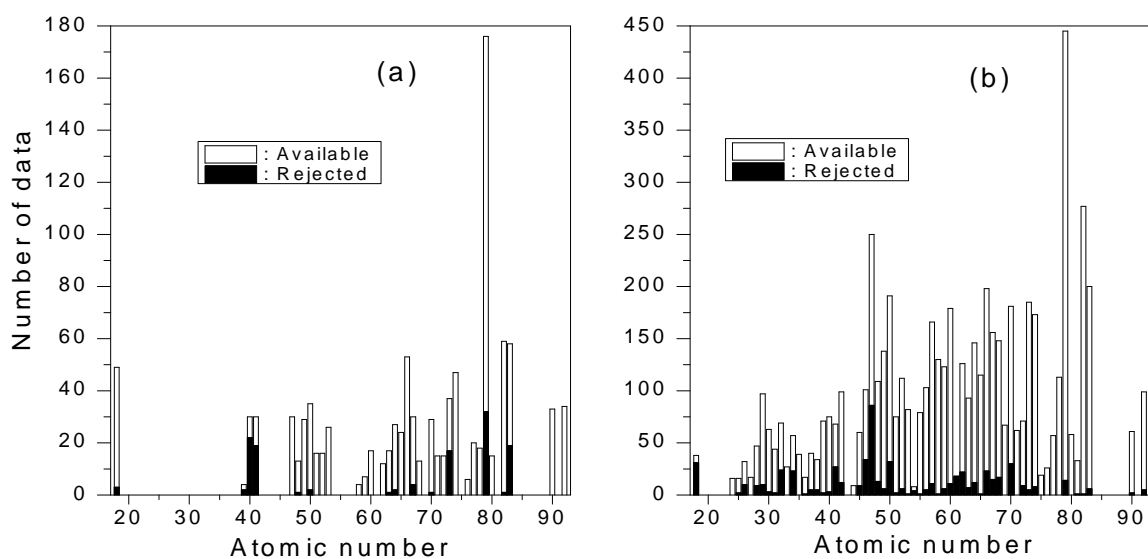 (a)
: Available
: Rejected
Number of data
180
160
140
120
100
80
60
40
20
0
20 30 40 50 60 70 80 90
Atomic number
(b)
: Available
: Rejected
450
400
350
300
250
200
150
100
50
0
20 30 40 50 60 70 80 90
Atomic number